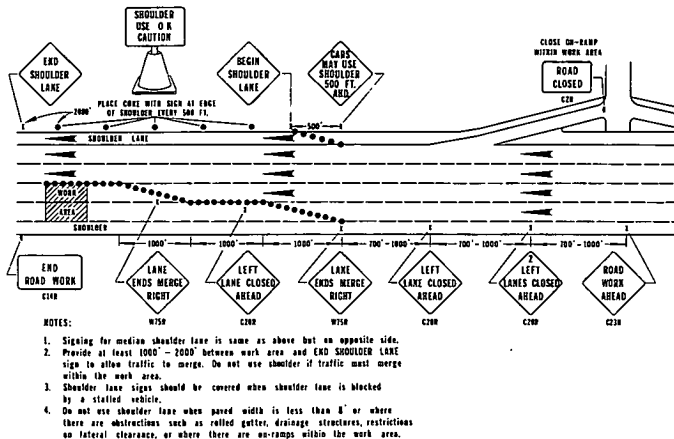 SHOULDER
USE O K
CAUTION
END
SHOULDER
LANE
BEGIN
SHOULDER
LANE
CARS
MAY USE
SHOULDER
500 FT.
AHD
CLOSE ON-RAMP
WITHIN WORK AREA
ROAD
CLOSED
C2R
2000'
PLACE CONE WITH SIGN AT EDGE
OF SHOULDER EVERY 500 FT.
500'
SHOULDER LANE
WORK
AREA
SHOULDER
1000' 1000' 1000' 700'-1000' 700'-1000' 700'-1000'
END
ROAD WORK
C14R
LANE
ENDS MERGE
RIGHT
W75R
LEFT
LANE CLOSED
AHEAD
C20R
LANE
ENDS MERGE
RIGHT
W75R
LEFT
LANE CLOSED
AHEAD
C20R
2
LEFT
LANES CLOSED
AHEAD
C20R
ROAD
WORK
AHEAD
C23R
NOTES:
1. Signing for median shoulder lane is same as above but on opposite side.
2. Provide at least 1000' - 2000' between work area and END SHOULDER LANE
sign to allow traffic to merge. Do not use shoulder if traffic must merge
within the work area.
3. Shoulder lane signs should be covered when shoulder lane is blocked
by a stalled vehicle.
4. Do not use shoulder lane when paved width is less than 8' or where
there are obstructions such as rolled gutter, drainage structures, restrictions
on lateral clearance, or where there are on-ramps within the work area.